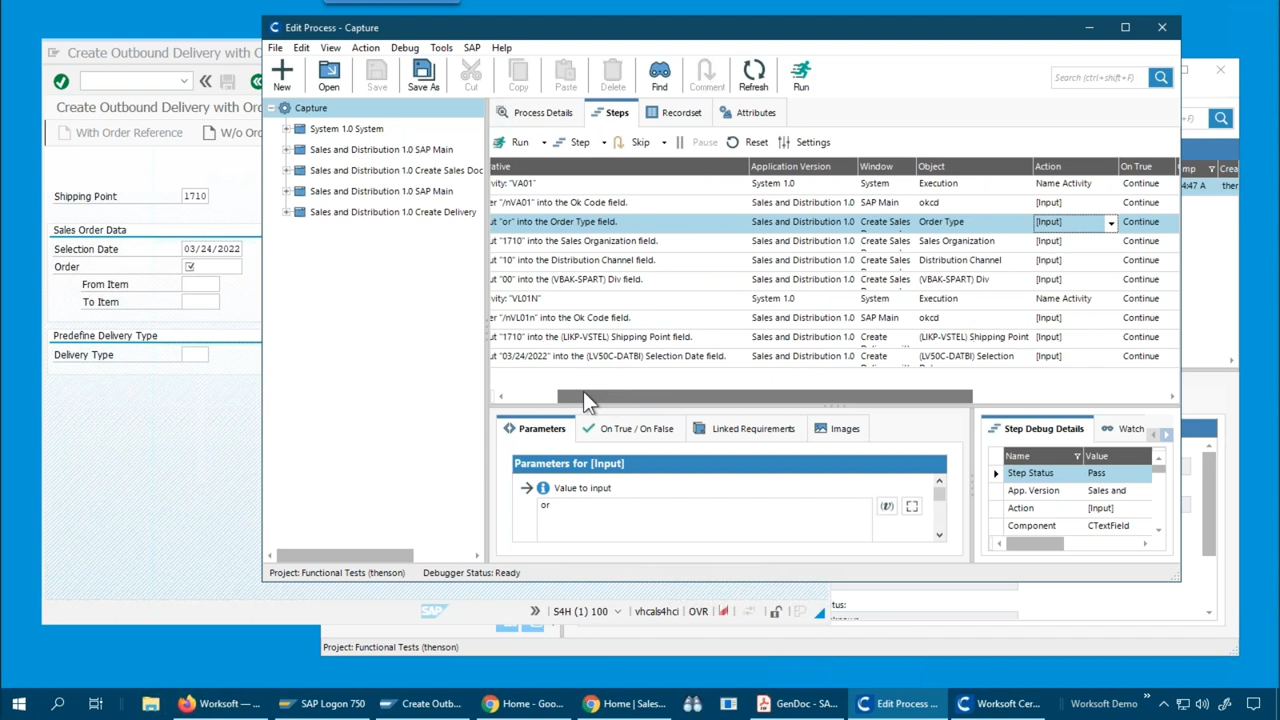 Edit Process - Capture
File Edit View Action Debug Tools SAP Help
New Open Save Save As Cut Copy Paste Delete Find Comment Refresh Run
Search (ctrl+shift+F)
Capture
System 1.0 System
Sales and Distribution 1.0 SAP Main
Sales and Distribution 1.0 Create Sales Doc
Sales and Distribution 1.0 SAP Main
Sales and Distribution 1.0 Create Delivery
Process Details Steps Recordset Attributes
Run Step Skip Pause Reset Settings
ative Application Version Window Object Action On True
ivity: "VA01" System 1.0 System Execution Name Activity Continue
er "/nVA01" into the Ok Code field. Sales and Distribution 1.0 SAP Main okcd [Input] Continue
ut "or" into the Order Type field. Sales and Distribution 1.0 Create Sales Order Type [Input] Continue
ut "1710" into the Sales Organization field. Sales and Distribution 1.0 Create Sales Sales Organization [Input] Continue
ut "10" into the Distribution Channel field. Sales and Distribution 1.0 Create Sales Distribution Channel [Input] Continue
ut "00" into the (VBAK-SPART) Div field. Sales and Distribution 1.0 Create Sales (VBAK-SPART) Div [Input] Continue
ivity: "VL01N" System 1.0 System Execution Name Activity Continue
er "/nVL01n" into the Ok Code field. Sales and Distribution 1.0 SAP Main okcd [Input] Continue
ut "1710" into the (LIKP-VSTEL) Shipping Point field. Sales and Distribution 1.0 Create (LIKP-VSTEL) Shipping Point [Input] Continue
ut "03/24/2022" into the (LV50C-DATBI) Selection Date field. Sales and Distribution 1.0 Create (LV50C-DATBI) Selection [Input] Continue
Parameters On True / On False Linked Requirements Images
Parameters for [Input]
Value to input
or
(v)
Step Debug Details Watch
Name Value
Step Status Pass
App. Version Sales and
Action [Input]
Component CTextField
Project: Functional Tests (thenson) Debugger Status: Ready
Create Outbound Delivery with O
Create Outbound Delivery with Ord
With Order Reference W/o Or
Shipping Point 1710
Sales Order Data
Selection Date 03/24/2022
Order
From Item
To Item
Predefine Delivery Type
Delivery Type
SAP
S4H (1) 100 vhcals4hci OVR
+F)
mp Crea
:47 A ther
tus:
Project: Functional Tests (thenson)
Worksoft — ... SAP Logon 750 Create Outb... Home - Goo... Home | Sales... GenDoc - SA... Edit Process ... Worksoft Cer... Worksoft Demo